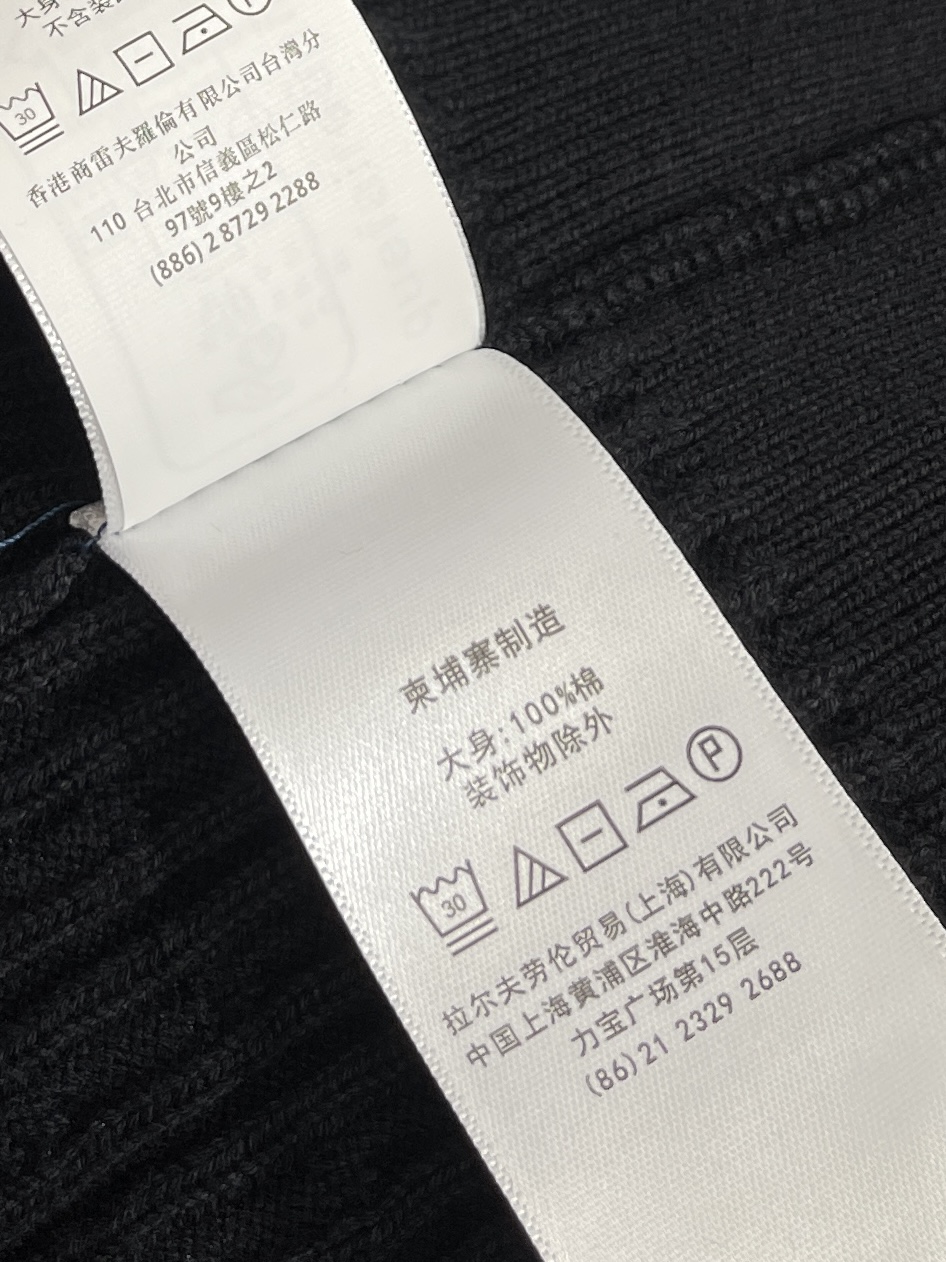 大身
不含装
30
P
香港商雷夫羅倫有限公司台灣分
公司
110 台北市信義區松仁路
97號9樓之2
(886) 2 8729 2288
柬埔寨制造
大身:100%棉
装饰物除外
30
P
拉尔夫劳伦贸易(上海)有限公司
中国上海黄浦区淮海中路222号
力宝广场第15层
(86)21 2329 2688